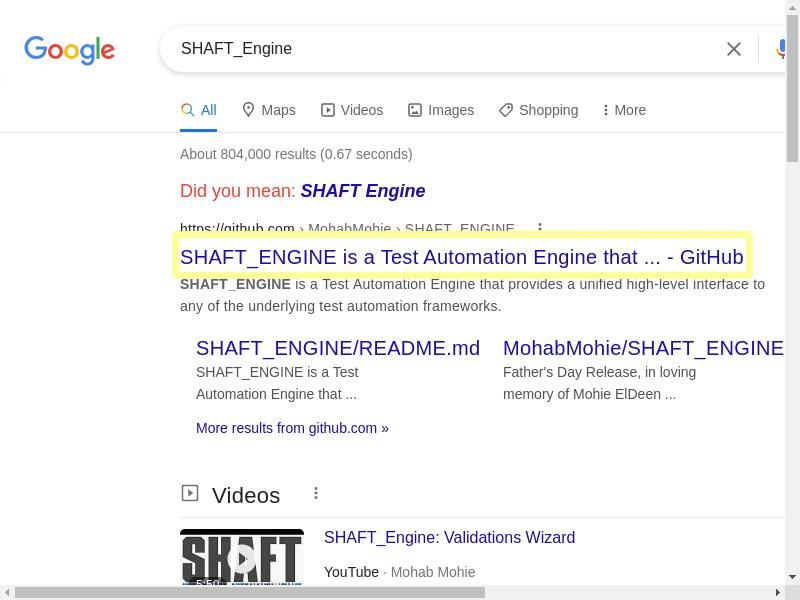 Google
SHAFT_Engine
All Maps Videos Images Shopping More
About 804,000 results (0.67 seconds)
Did you mean: SHAFT Engine
https://github.com › MohabMohie › SHAFT_ENGINE
SHAFT_ENGINE is a Test Automation Engine that ... - GitHub
SHAFT_ENGINE is a Test Automation Engine that provides a unified high-level interface to
any of the underlying test automation frameworks.
SHAFT_ENGINE/README.md
SHAFT_ENGINE is a Test
Automation Engine that ...
MohabMohie/SHAFT_ENGINE
Father's Day Release, in loving
memory of Mohie ElDeen ...
More results from github.com »
Videos
SHAFT
5:50
SHAFT_Engine: Validations Wizard
YouTube · Mohab Mohie